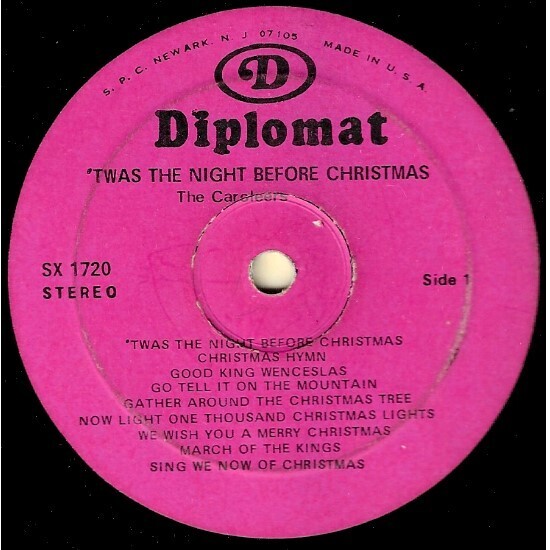 S. P. C. NEWARK, N. J 07105 MADE IN U. S. A.
D
Diplomat
"TWAS THE NIGHT BEFORE CHRISTMAS
The Caroleers
SX 1720
STEREO
Side 1
"TWAS THE NIGHT BEFORE CHRISTMAS
CHRISTMAS HYMN
GOOD KING WENCESLAS
GO TELL IT ON THE MOUNTAIN
GATHER AROUND THE CHRISTMAS TREE
NOW LIGHT ONE THOUSAND CHRISTMAS LIGHTS
WE WISH YOU A MERRY CHRISTMAS
MARCH OF THE KINGS
SING WE NOW OF CHRISTMAS